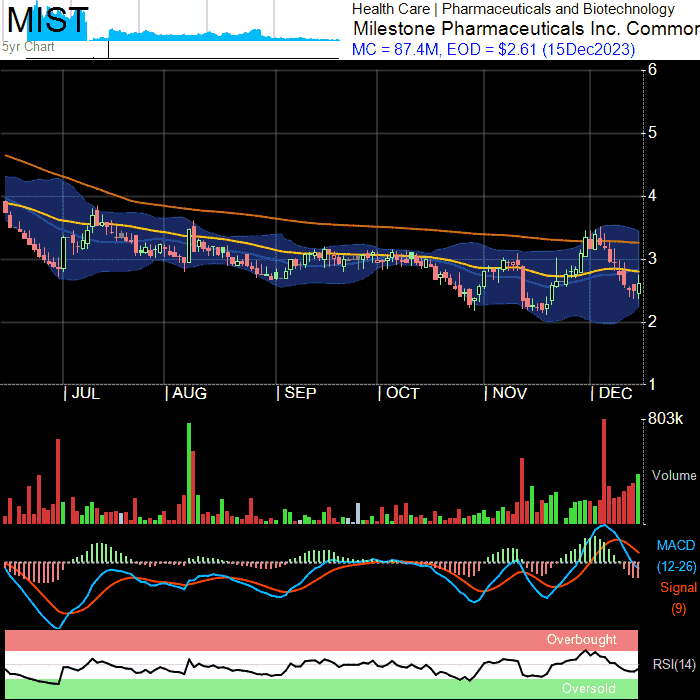 MIST
5yr Chart
Health Care | Pharmaceuticals and Biotechnology
Milestone Pharmaceuticals Inc. Common
MC = 87.4M, EOD = $2.61 (15Dec2023)
6
5
4
3
2
1
| JUL | AUG | SEP | OCT | NOV | DEC
803k
Volume
MACD
(12-26)
Signal
(9)
Overbought
RSI(14)
Oversold